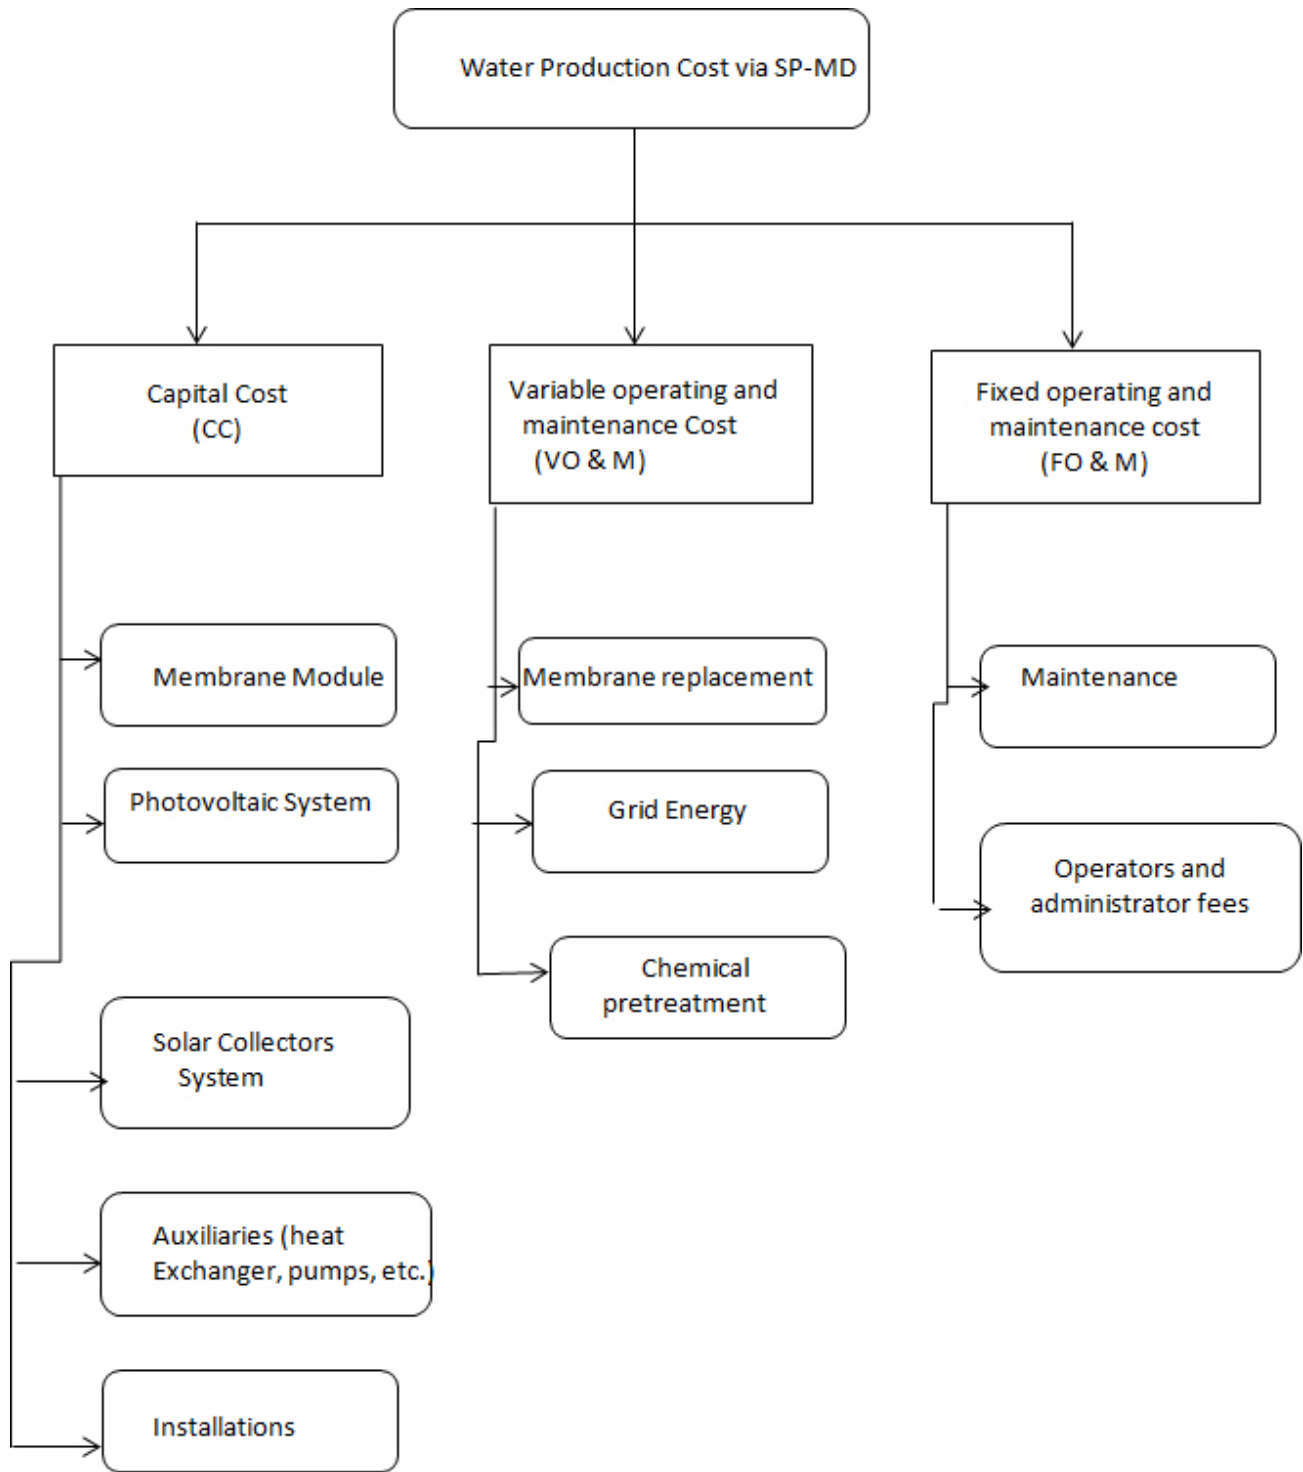 Water Production Cost via SP-MD
Capital Cost
(CC)
Variable operating and
maintenance Cost
(VO & M)
Fixed operating and
maintenance cost
(FO & M)
Membrane Module
Photovoltaic System
Solar Collectors
System
Auxiliaries (heat
Exchanger, pumps, etc.)
Installations
Membrane replacement
Grid Energy
Chemical
pretreatment
Maintenance
Operators and
administrator fees